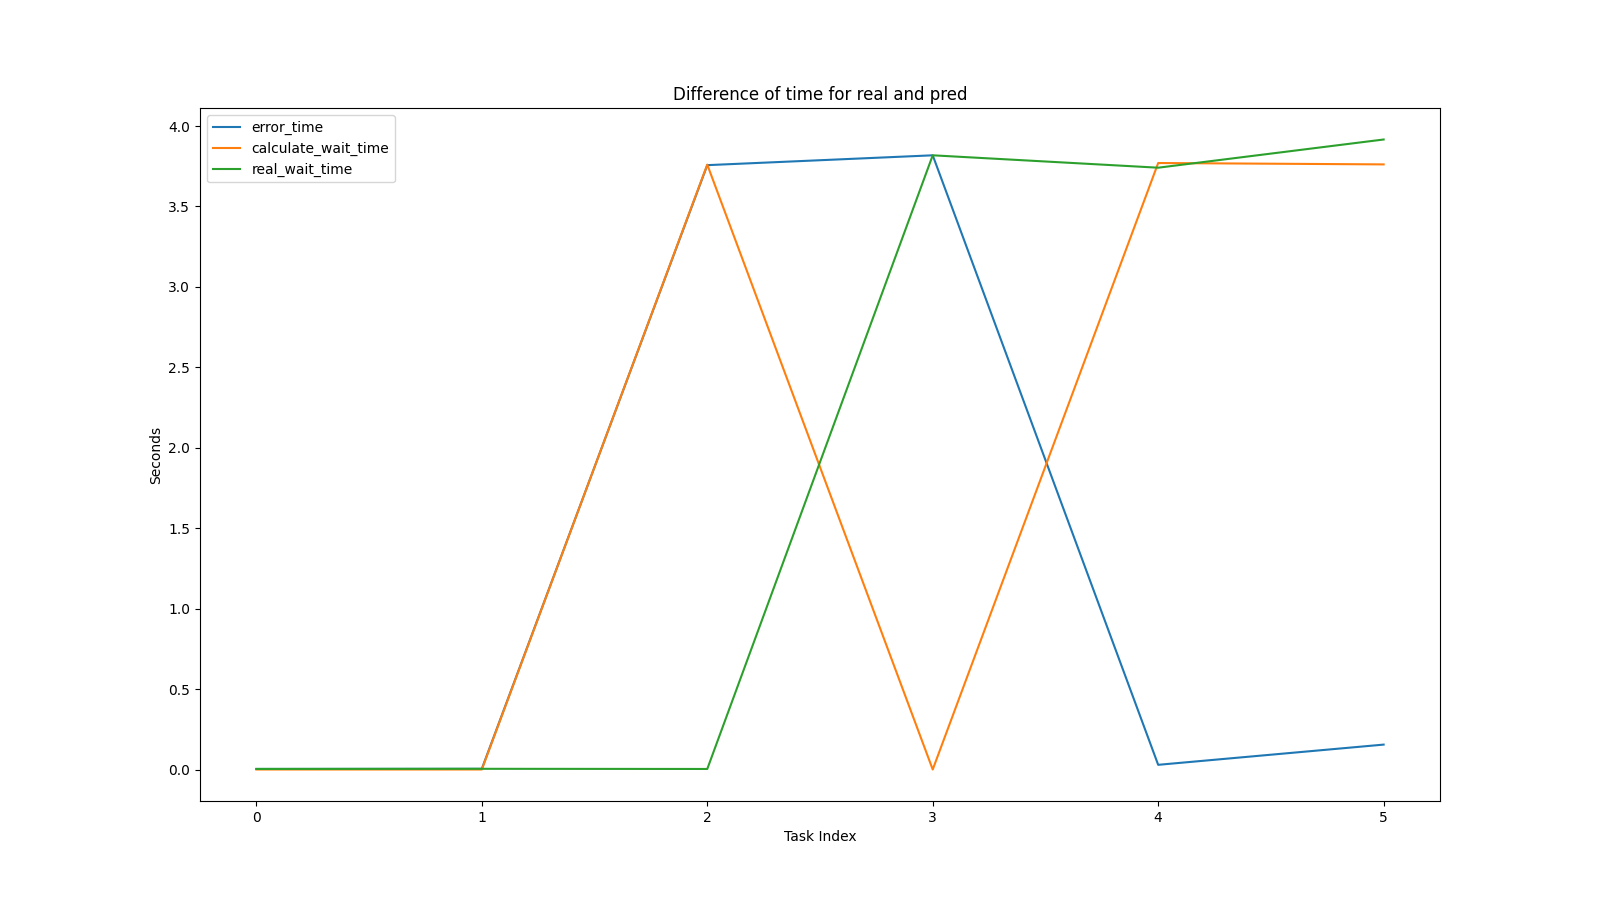 Difference of time for real and pred
error_time
calculate_wait_time
real_wait_time
4.0
3.5
3.0
2.5
2.0
1.5
1.0
0.5
0.0
Seconds
0 1 2 3 4 5
Task Index